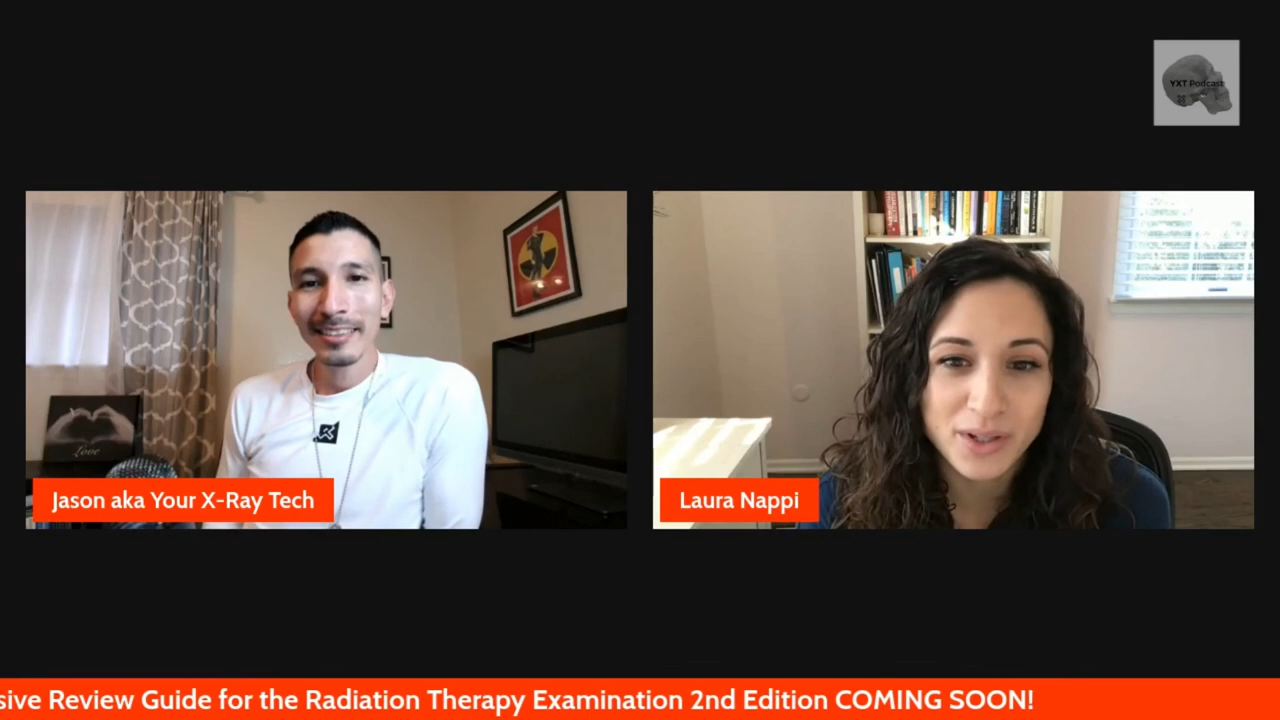 YXT Podcast
Love
Jason aka Your X-Ray Tech
Laura Nappi
sive Review Guide for the Radiation Therapy Examination 2nd Edition COMING SOON!